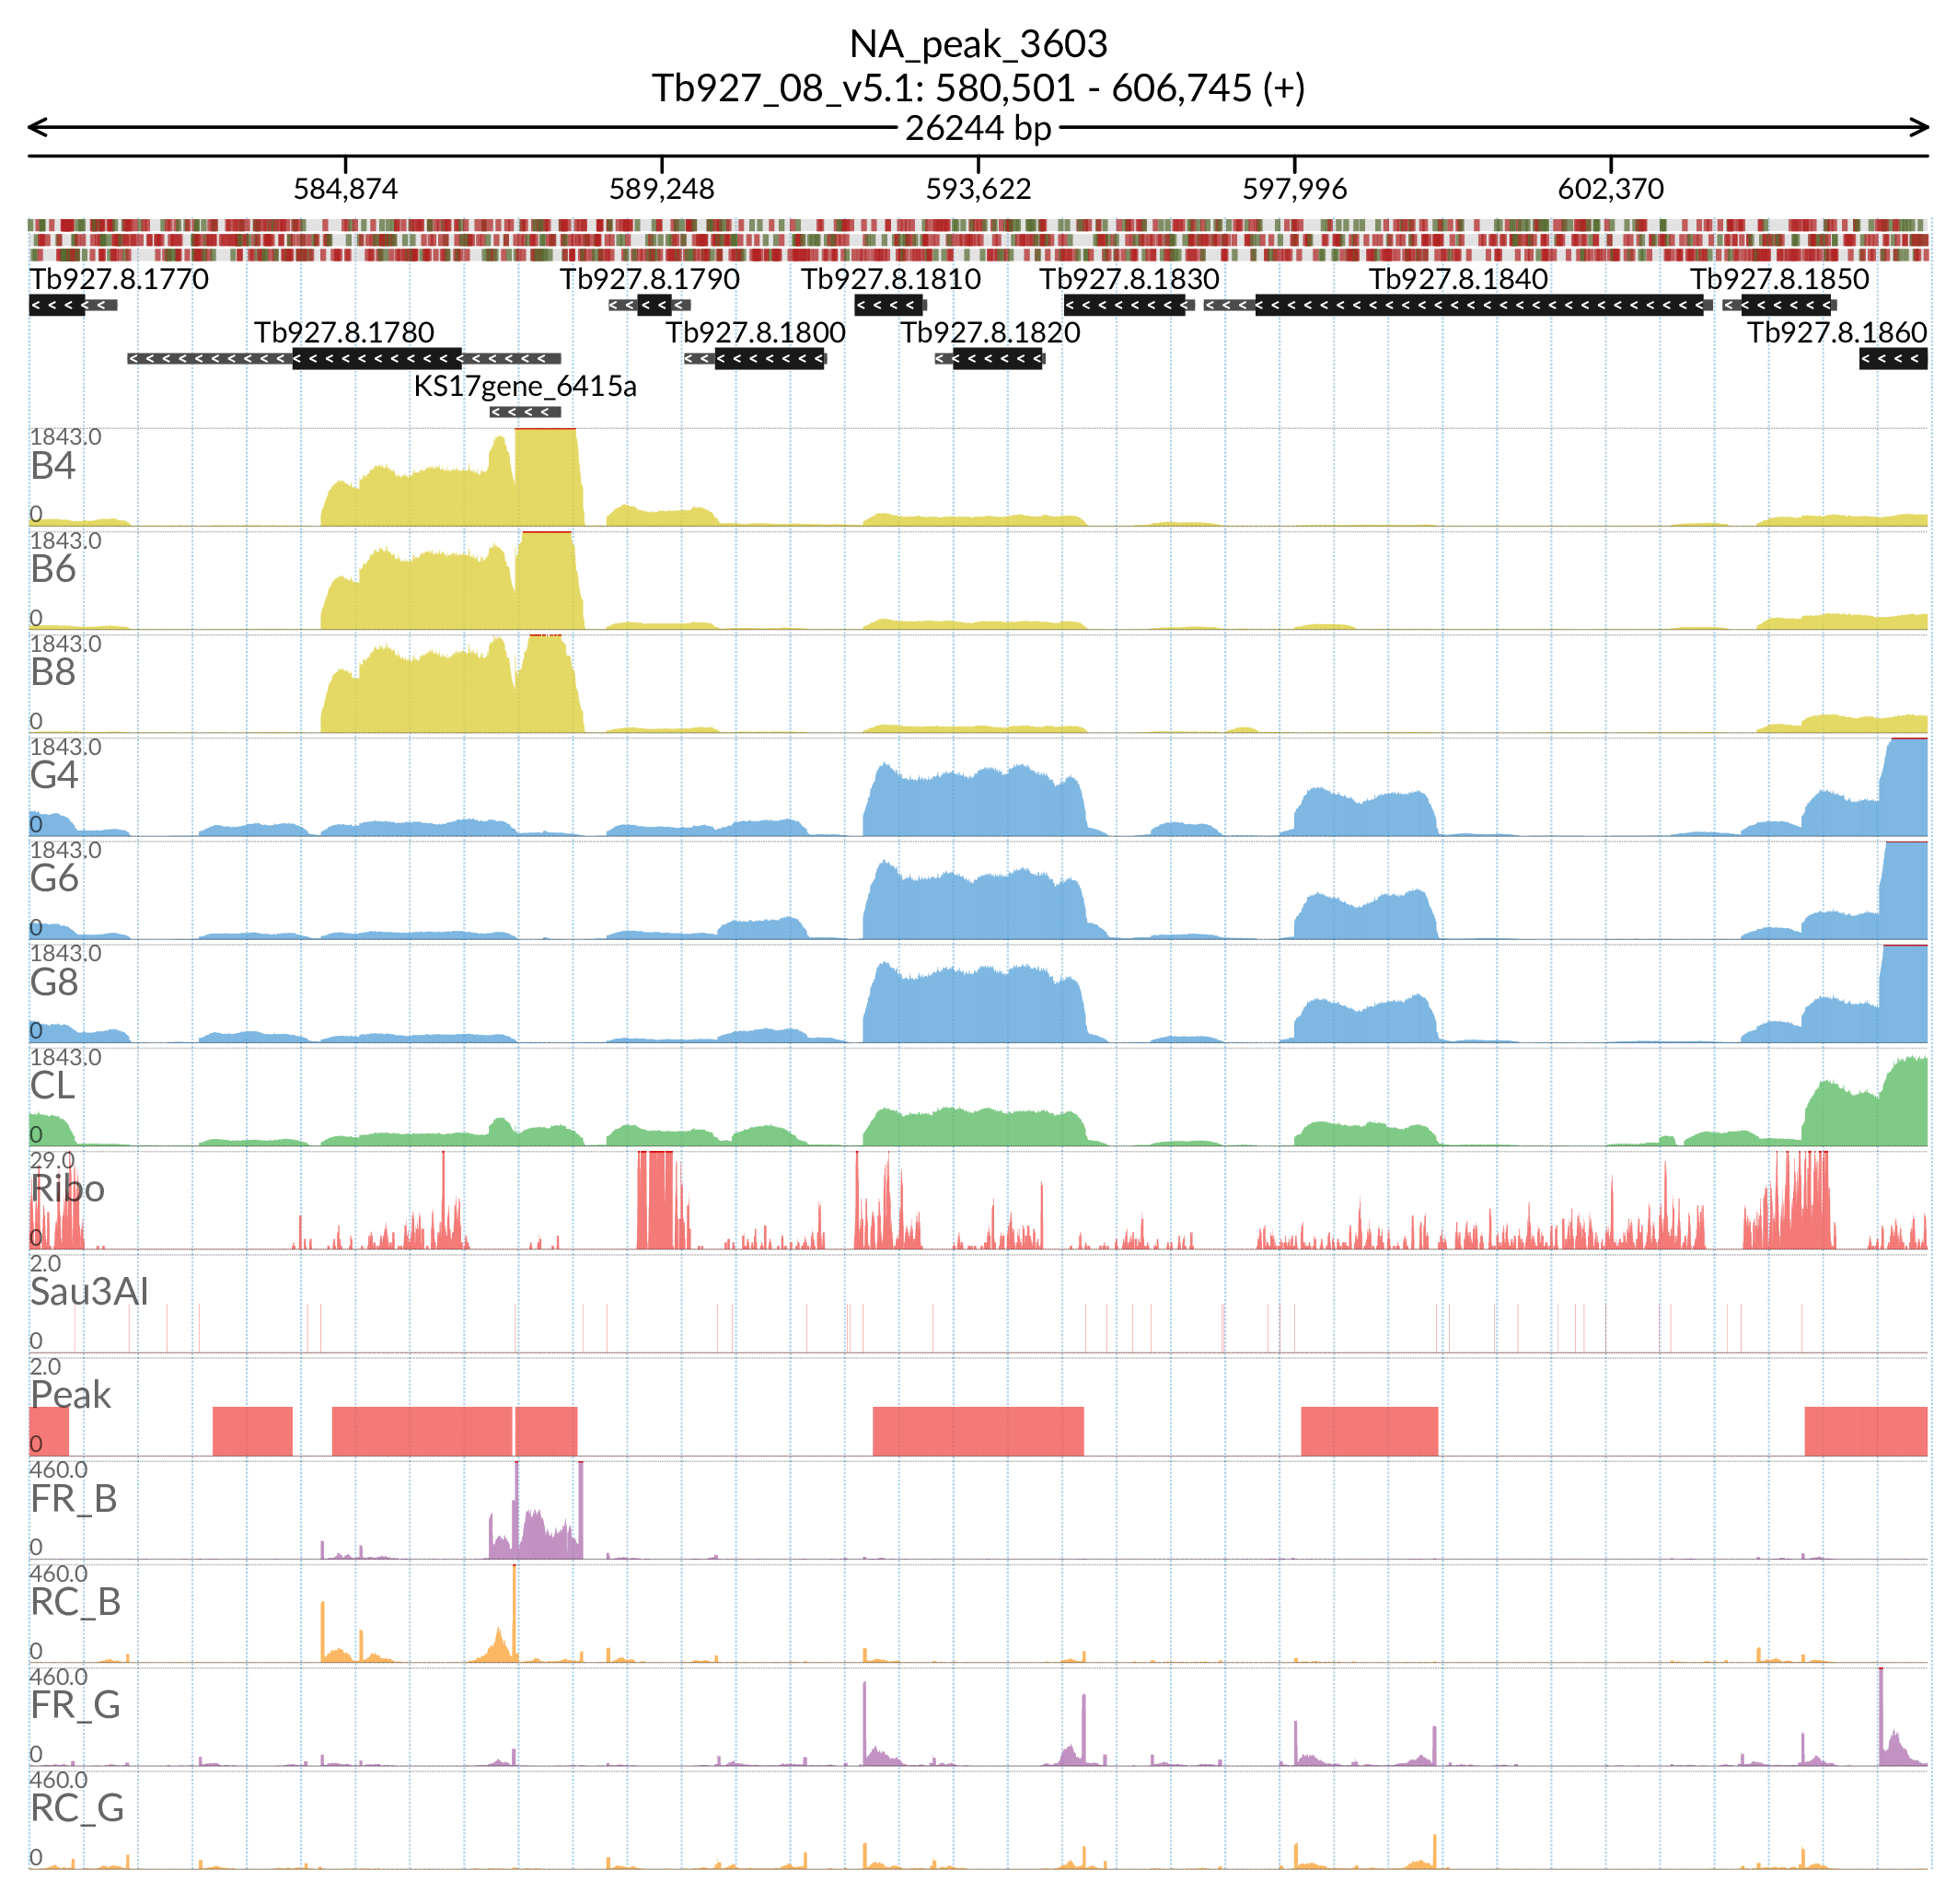 NA_peak_3603
Tb927_08_v5.1: 580,501 - 606,745 (+)
26244 bp
584,874 589,248 593,622 597,996 602,370
Tb927.8.1770 Tb927.8.1790 Tb927.8.1810 Tb927.8.1830 Tb927.8.1840 Tb927.8.1850
Tb927.8.1780 Tb927.8.1800 Tb927.8.1820 Tb927.8.1860
KS17gene_6415a
1843.0
B4
0
1843.0
B6
0
1843.0
B8
0
1843.0
G4
0
1843.0
G6
0
1843.0
G8
0
1843.0
CL
0
29.0
Ribo
0
2.0
Sau3AI
0
2.0
Peak
0
460.0
FR_B
0
460.0
RC_B
0
460.0
FR_G
0
460.0
RC_G
0